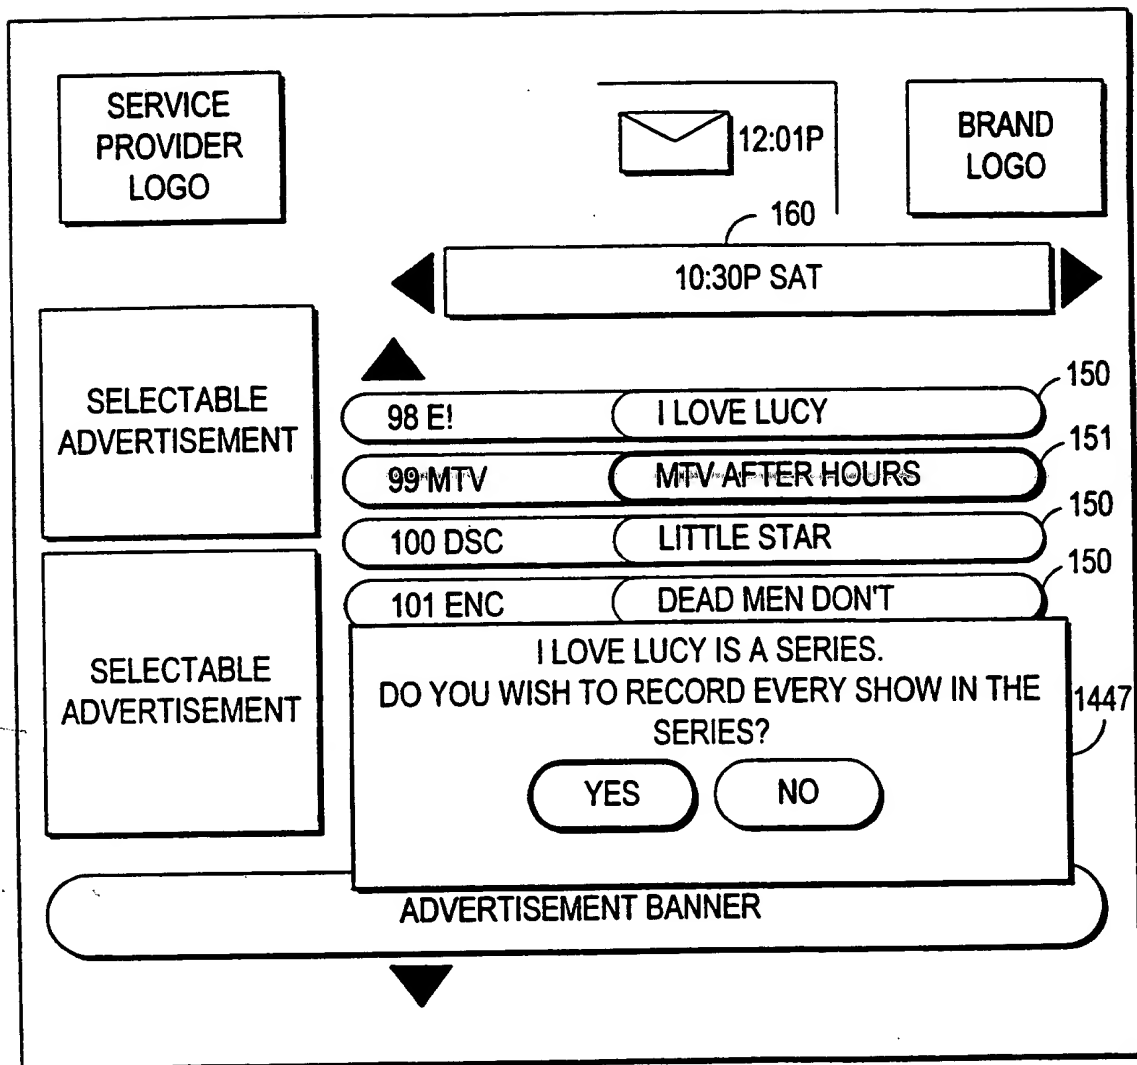 SERVICE
PROVIDER
LOGO
12:01P
BRAND
LOGO
160
10:30P SAT
SELECTABLE
ADVERTISEMENT
98 E! I LOVE LUCY
150
99 MTV MTV AFTER HOURS
151
100 DSC LITTLE STAR
150
101 ENC DEAD MEN DON'T
150
SELECTABLE
ADVERTISEMENT
I LOVE LUCY IS A SERIES.
DO YOU WISH TO RECORD EVERY SHOW IN THE
SERIES?
1447
YES NO
ADVERTISEMENT BANNER